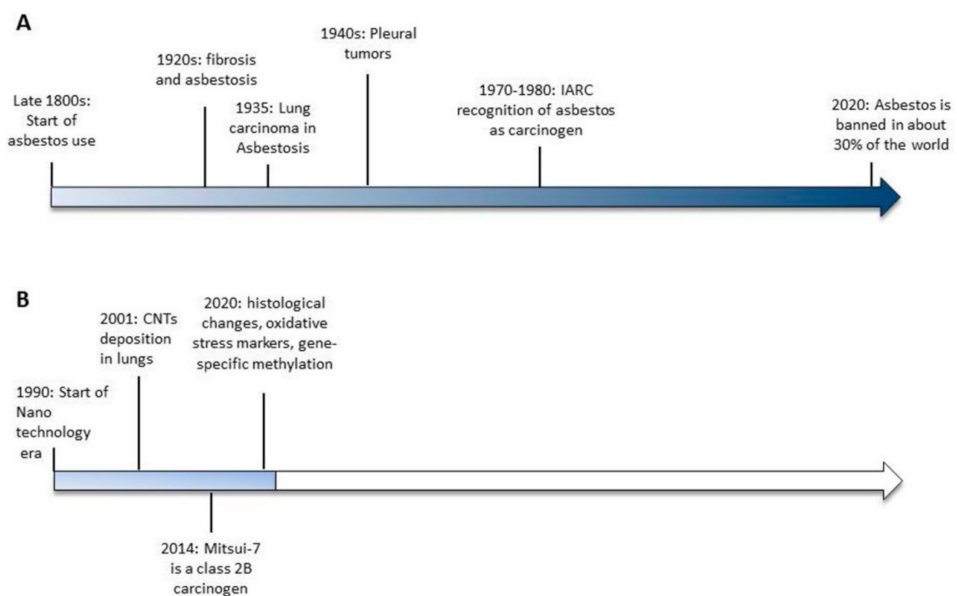 A
Late 1800s:
Start of
asbestos use
1920s: fibrosis
and asbestosis
1935: Lung
carcinoma in
Asbestosis
1940s: Pleural
tumors
1970-1980: IARC
recognition of asbestos
as carcinogen
2020: Asbestos is
banned in about
30% of the world
B
1990: Start of
Nano
technology
era
2001: CNTs
deposition
in lungs
2014: Mitsui-7
is a class 2B
carcinogen
2020: histological
changes, oxidative
stress markers, gene-
specific methylation